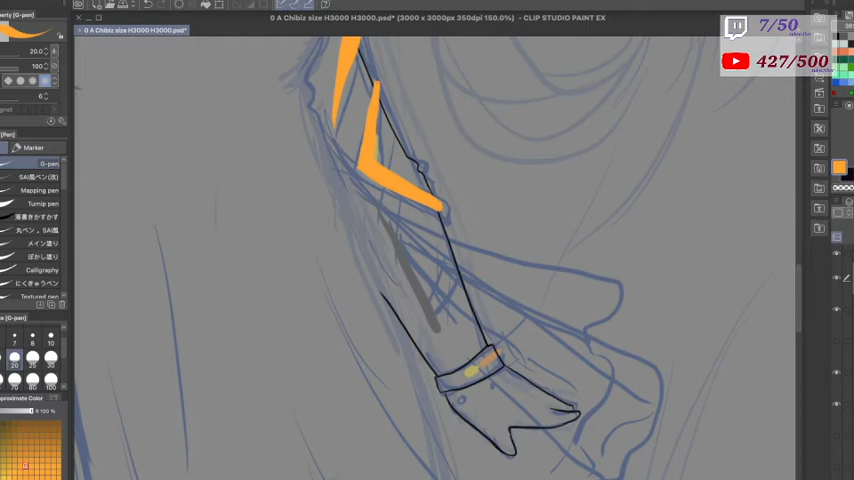 0 A Chibiz size H3000 H3000.psd* (3000 x 3000px 350dpi 150.0%) - CLIP STUDIO PAINT EX
0 A Chibiz size H3000 H3000.psd*
7/50
subscriber
427/500
subscriber
20.0
100
6
[Pen]
Marker
G-pen
SAI風ペン(改)
Mapping pen
Turnip pen
落書きかすかす
丸ペン。SAI風
メイン塗り
ぼかし塗り
Calligraphy
にくきゅうペン
Textured pen
[G-pen]
7 8 10
20 25 30
70 80 100
R 100 %